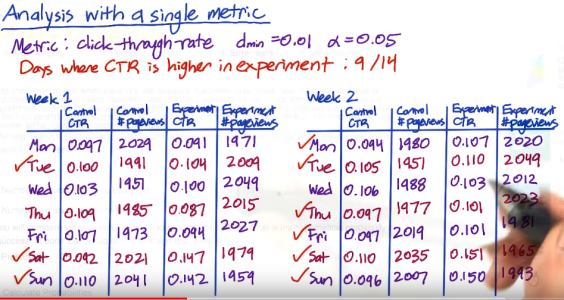 Analysis with a single metric
Metric: click-through-rate dmin = 0.01 α = 0.05
Days where CTR is higher in experiment: 9/14
Week 1
Control CTR | Control # pageviews | Experiment CTR | Experiment # pageviews
Mon 0.097 2029 0.091 1971
✓Tue 0.100 1991 0.104 2009
Wed 0.103 1951 0.100 2049
Thu 0.109 1985 0.087 2015
Fri 0.107 1973 0.094 2027
✓Sat 0.092 2021 0.147 1979
✓Sun 0.110 2041 0.142 1959
Week 2
Control CTR | Control # pageviews | Experiment CTR | Experiment # pageviews
✓Mon 0.094 1980 0.107 2020
✓Tue 0.105 1951 0.110 2049
Wed 0.106 1988 0.103 2012
✓Thu 0.097 1977 0.101 2023
✓Fri 0.097 2019 0.101 1981
✓Sat 0.110 2035 0.151 1965
✓Sun 0.096 2007 0.150 1993